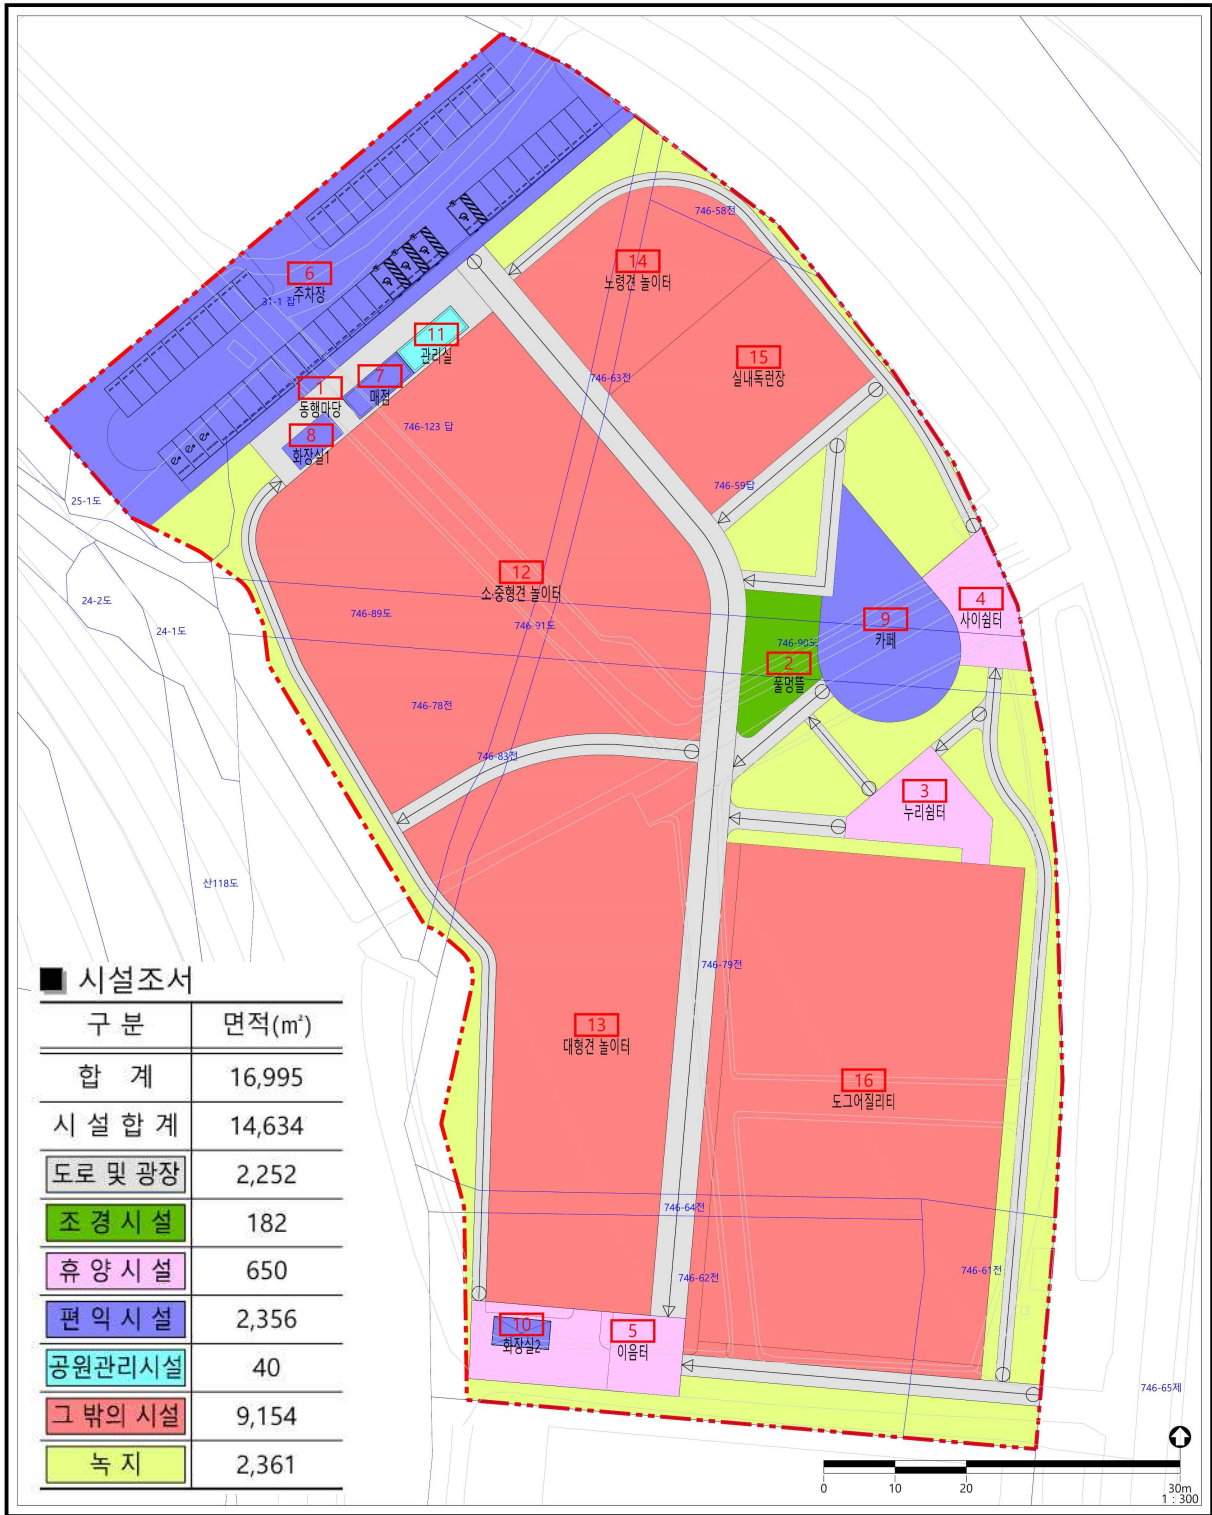 746-58전
14
노령견 놀이터
6
주차장
31-1 잡
11
관리실
15
실내독런장
7
매점
746-63전
1
동행마당
746-123 답
8
화장실1
746-59답
25-1도
12
소·중형견 놀이터
24-2도
746-89도
746-91도
24-1도
4
사이쉼터
9
카페
746-90도
2
풀멍뜰
746-78전
746-83전
3
누리쉼터
산118도
746-79전
13
대형견 놀이터
16
도그어질리티
746-64전
746-62전
746-61전
10
화장실2
5
이음터
746-65제
■ 시설조서
구 분 면적(㎡)
합 계 16,995
시 설 합 계 14,634
도로 및 광장 2,252
조 경 시 설 182
휴 양 시 설 650
편 익 시 설 2,356
공원관리시설 40
그 밖의 시설 9,154
녹 지 2,361
0 10 20 30m
1 : 300